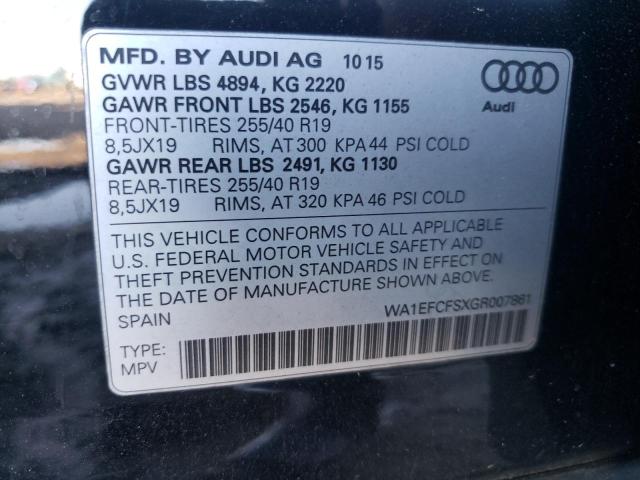 MFD. BY AUDI AG 10 15
GVWR LBS 4894, KG 2220
GAWR FRONT LBS 2546, KG 1155
FRONT-TIRES 255/40 R19
8,5JX19 RIMS, AT 300 KPA 44 PSI COLD
GAWR REAR LBS 2491, KG 1130
REAR-TIRES 255/40 R19
8,5JX19 RIMS, AT 320 KPA 46 PSI COLD
Audi
THIS VEHICLE CONFORMS TO ALL APPLICABLE
U.S. FEDERAL MOTOR VEHICLE SAFETY AND
THEFT PREVENTION STANDARDS IN EFFECT ON
THE DATE OF MANUFACTURE SHOWN ABOVE.
SPAIN
WA1EFCFSXGR007861
TYPE:
MPV